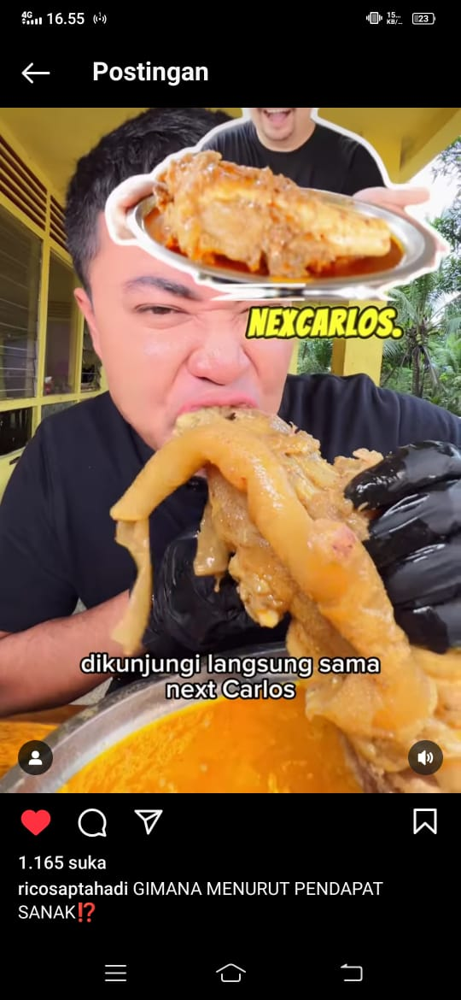 4G 16.55 15... KB/... 23
Postingan
NEXCARLOS.
dikunjungi langsung sama
next Carlos
1.165 suka
ricosaptahadi GIMANA MENURUT PENDAPAT
SANAK⁉️